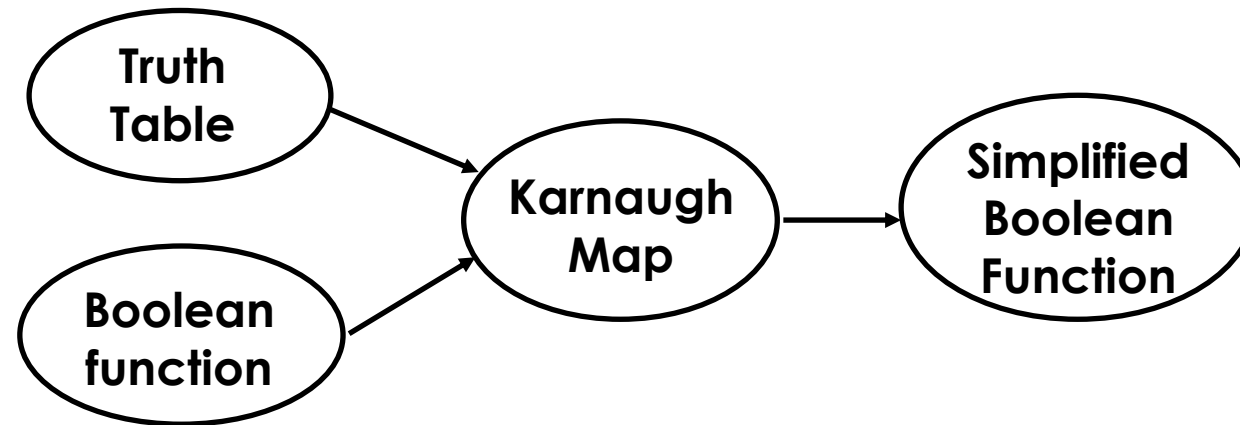 Truth
Table
Boolean
function
Karnaugh
Map
Simplified
Boolean
Function